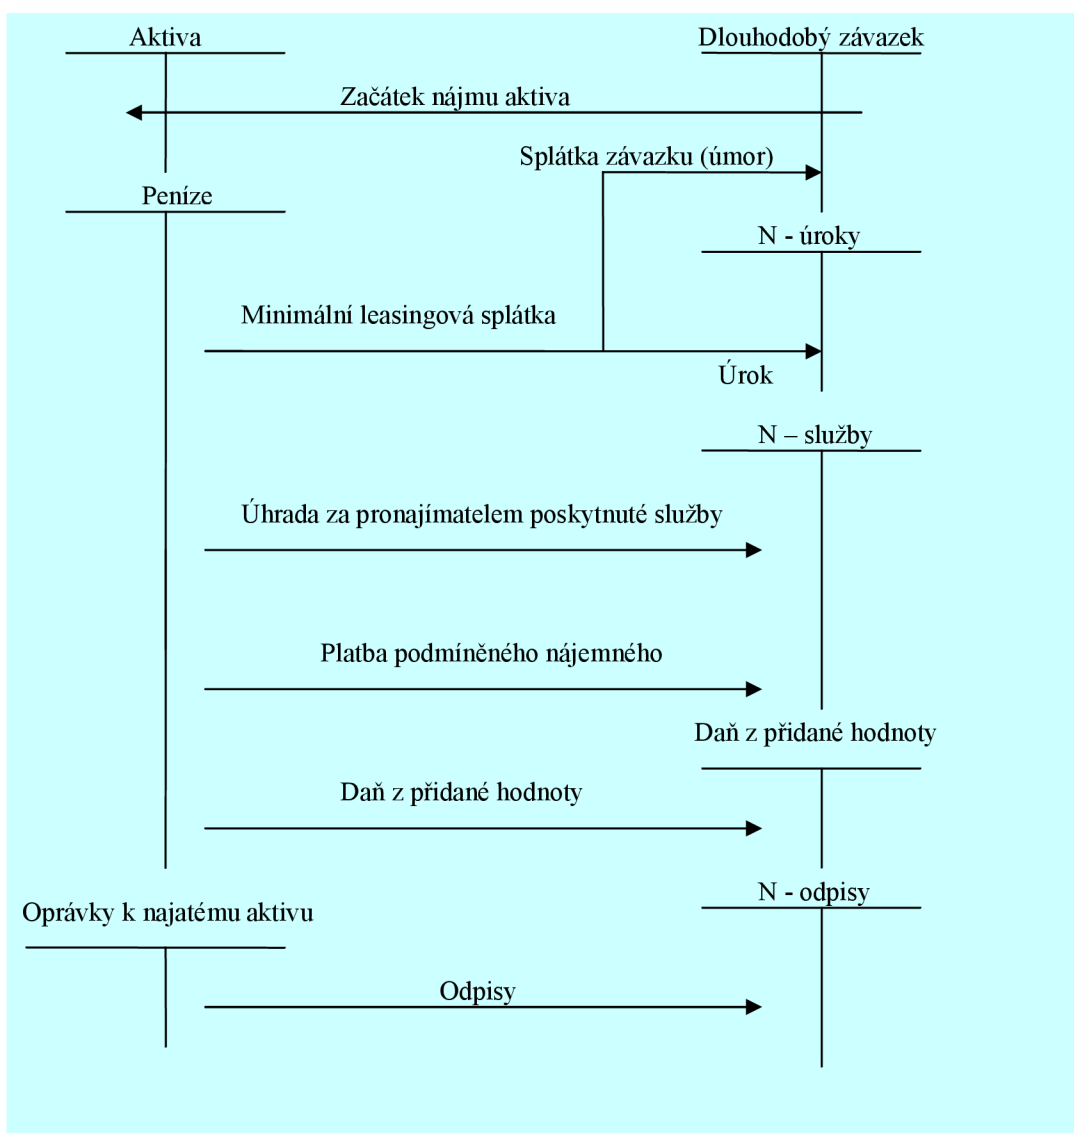 Aktiva
Dlouhodobý závazek
Začátek nájmu aktiva
Splátka závazku (úmor)
Peníze
N - úroky
Minimální leasingová splátka
Úrok
N – služby
Úhrada za pronajímatelem poskytnuté služby
Platba podmíněného nájemného
Daň z přidané hodnoty
Daň z přidané hodnoty
N - odpisy
Oprávky k najatému aktivu
Odpisy